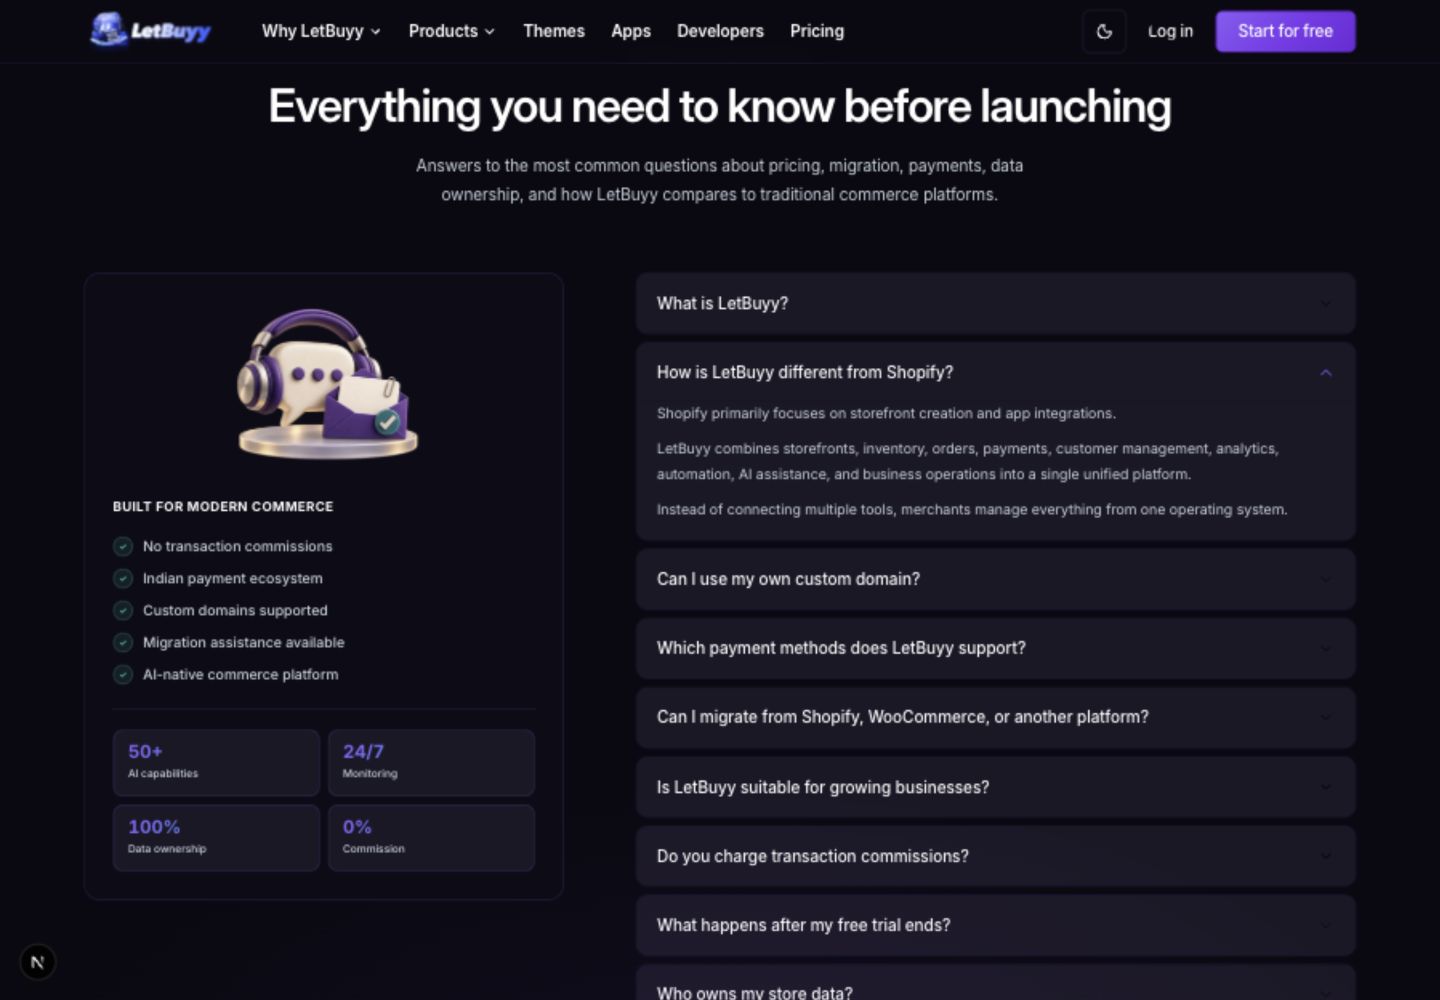 LetBuyy
Why LetBuyy
Products
Themes
Apps
Developers
Pricing
Log in
Start for free
Everything you need to know before launching
Answers to the most common questions about pricing, migration, payments, data
ownership, and how LetBuyy compares to traditional commerce platforms.
BUILT FOR MODERN COMMERCE
No transaction commissions
Indian payment ecosystem
Custom domains supported
Migration assistance available
AI-native commerce platform
50+
AI capabilities
24/7
Monitoring
100%
Data ownership
0%
Commission
What is LetBuyy?
How is LetBuyy different from Shopify?
Shopify primarily focuses on storefront creation and app integrations.
LetBuyy combines storefronts, inventory, orders, payments, customer management, analytics,
automation, AI assistance, and business operations into a single unified platform.
Instead of connecting multiple tools, merchants manage everything from one operating system.
Can I use my own custom domain?
Which payment methods does LetBuyy support?
Can I migrate from Shopify, WooCommerce, or another platform?
Is LetBuyy suitable for growing businesses?
Do you charge transaction commissions?
What happens after my free trial ends?
Who owns my store data?
N